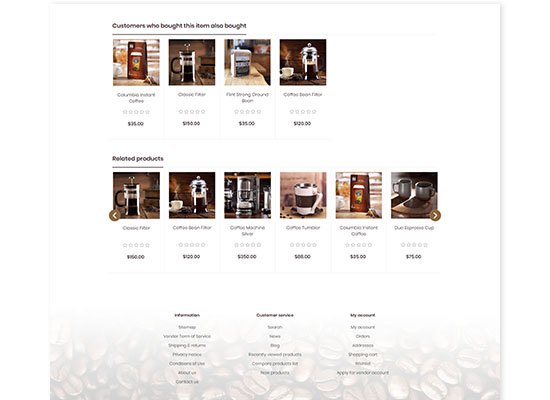 Customers who bought this item also bought
Columbia Instant
Coffee
$35.00
Classic Filter
$150.00
Flint Strong Ground
Bean
$35.00
Coffee Bean Filter
$120.00
Related products
Classic Filter
$150.00
Coffee Bean Filter
$120.00
Coffee Machine
Silver
$350.00
Coffee Tumbler
$88.00
Columbia Instant
Coffee
$35.00
Duo Espresso Cup
$75.00
Information
Sitemap
Vendor Term of Service
Shipping & returns
Privacy notice
Conditions of Use
About us
Contact us
Customer service
Search
News
Blog
Recently viewed products
Compare products list
New products
My account
My account
Orders
Addresses
Shopping cart
Wishlist
Apply for vendor account